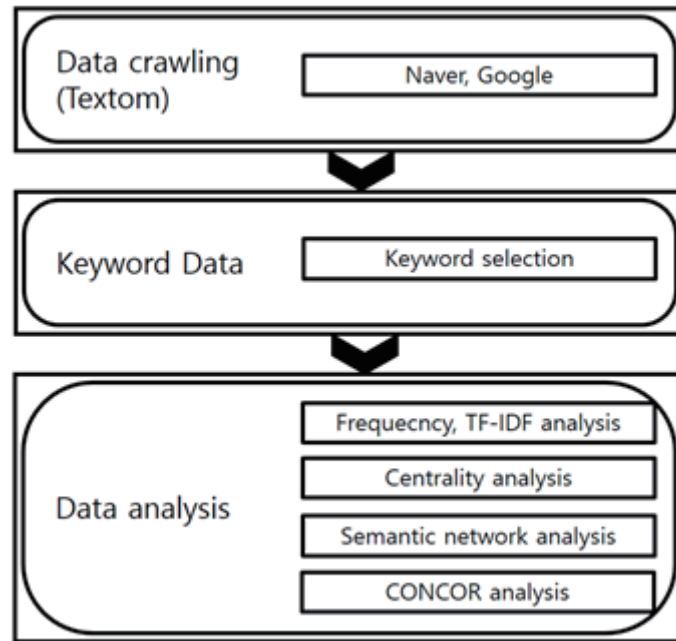 Data crawling
(Textom)
Naver, Google
Keyword Data
Keyword selection
Data analysis
Frequecncy, TF-IDF analysis
Centrality analysis
Semantic network analysis
CONCOR analysis